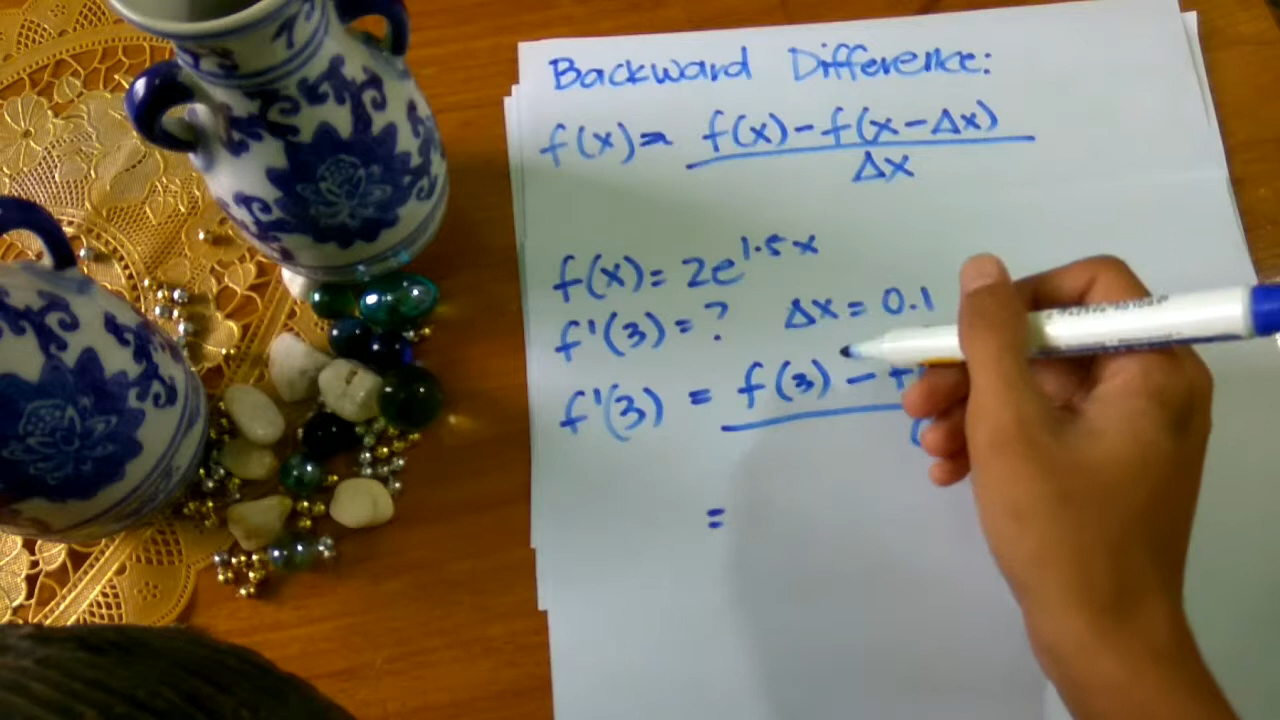 Backward Difference:
f(x) = f(x) - f(x - Δx)
Δx
f(x) = 2e^1.5x
f'(3) = ? Δx = 0.1
f'(3) = f(3) -
=